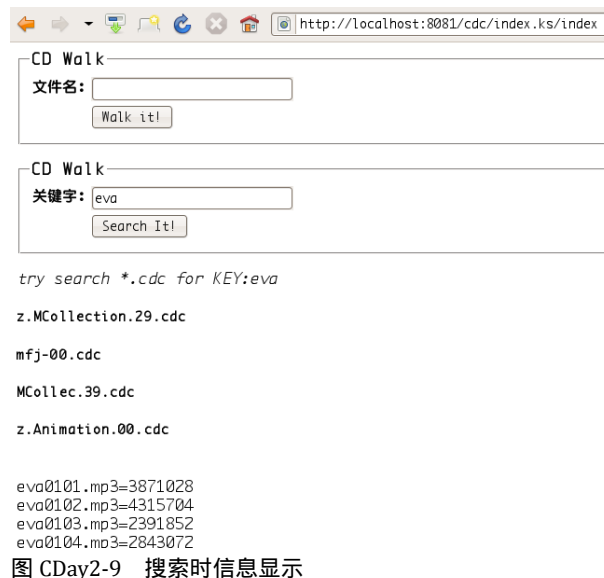 http://localhost:8081/cdc/index.ks/index
CD Walk
文件名:
Walk it!
CD Walk
关键字: eva
Search It!
try search *.cdc for KEY:eva
z.MCollection.29.cdc
mfj-00.cdc
MCollec.39.cdc
z.Animation.00.cdc
eva0101.mp3=3871028
eva0102.mp3=4315704
eva0103.mp3=2391852
eva0104.mp3=2843072
图 CDay2-9 搜索时信息显示